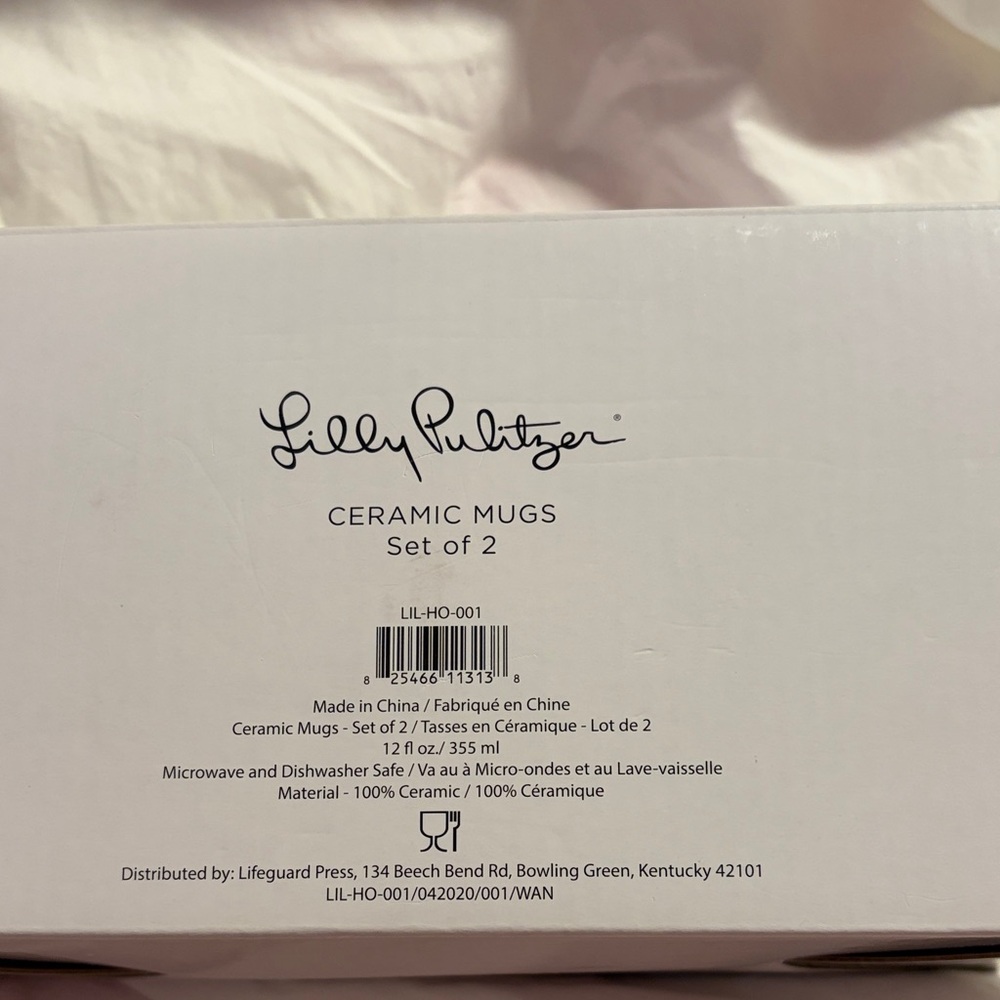 Lilly Pulitzer®
CERAMIC MUGS
Set of 2
LIL-HO-001
8 25466 11313 8
Made in China / Fabriqué en Chine
Ceramic Mugs - Set of 2 / Tasses en Céramique - Lot de 2
12 fl oz./ 355 ml
Microwave and Dishwasher Safe / Va au à Micro-ondes et au Lave-vaisselle
Material - 100% Ceramic / 100% Céramique
Distributed by: Lifeguard Press, 134 Beech Bend Rd, Bowling Green, Kentucky 42101
LIL-HO-001/042020/001/WAN